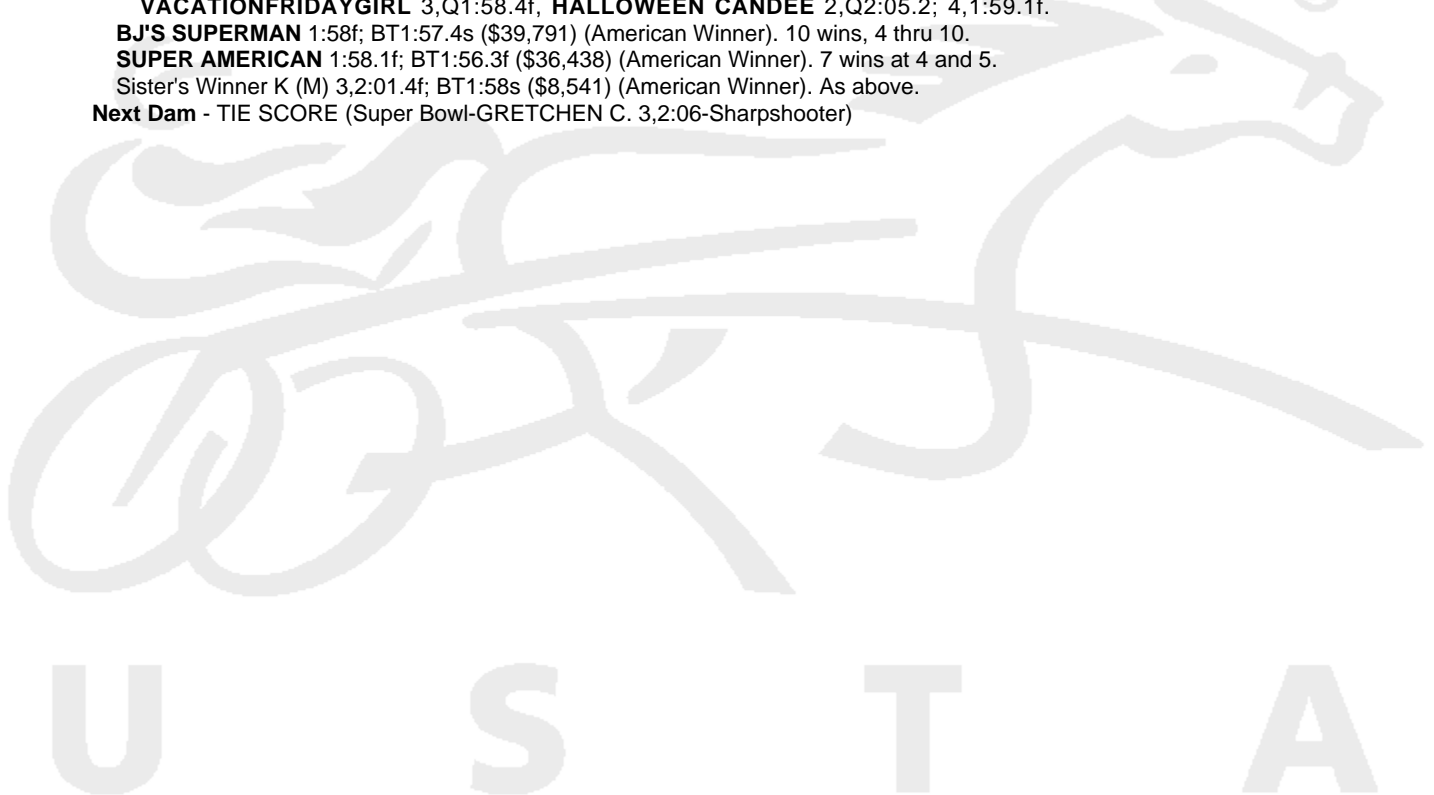 VACATIONFRIDAYGIRL 3,Q1:58.4f, HALLOWEEN CANDEE 2,Q2:05.2; 4,1:59.1f.
BJ'S SUPERMAN 1:58f; BT1:57.4s ($39,791) (American Winner). 10 wins, 4 thru 10.
SUPER AMERICAN 1:58.1f; BT1:56.3f ($36,438) (American Winner). 7 wins at 4 and 5.
Sister's Winner K (M) 3,2:01.4f; BT1:58s ($8,541) (American Winner). As above.
Next Dam - TIE SCORE (Super Bowl-GRETCHEN C. 3,2:06-Sharpshooter)
U S T A